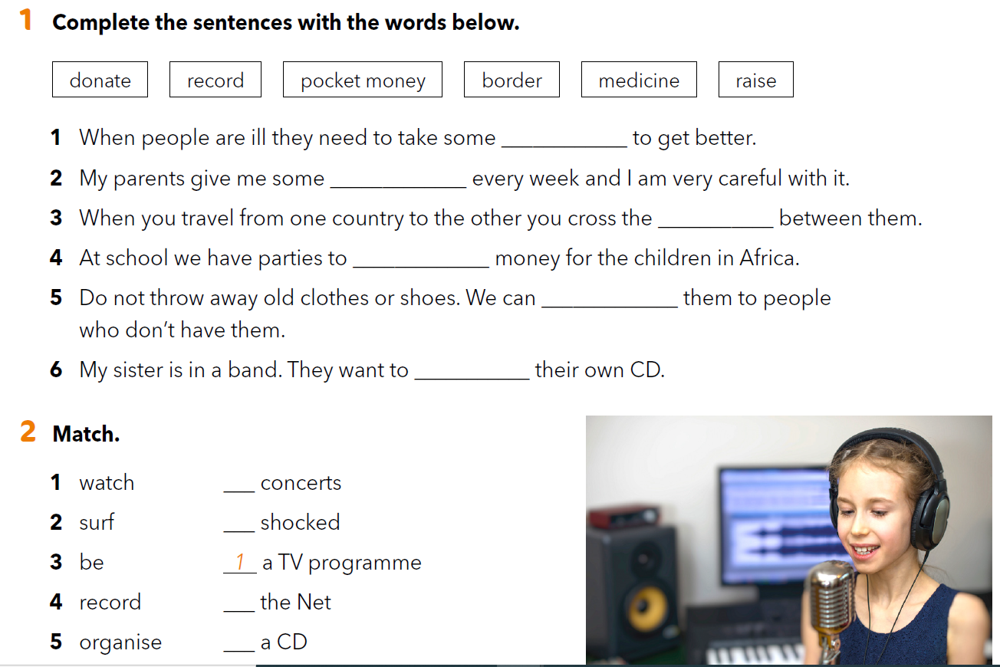 1 Complete the sentences with the words below.
donate record pocket money border medicine raise
1 When people are ill they need to take some ____________ to get better.
2 My parents give me some _____________ every week and I am very careful with it.
3 When you travel from one country to the other you cross the ___________ between them.
4 At school we have parties to _____________ money for the children in Africa.
5 Do not throw away old clothes or shoes. We can _____________ them to people
who don’t have them.
6 My sister is in a band. They want to ___________ their own CD.
2 Match.
1 watch ___ concerts
2 surf ___ shocked
3 be _1_ a TV programme
4 record ___ the Net
5 organise ___ a CD